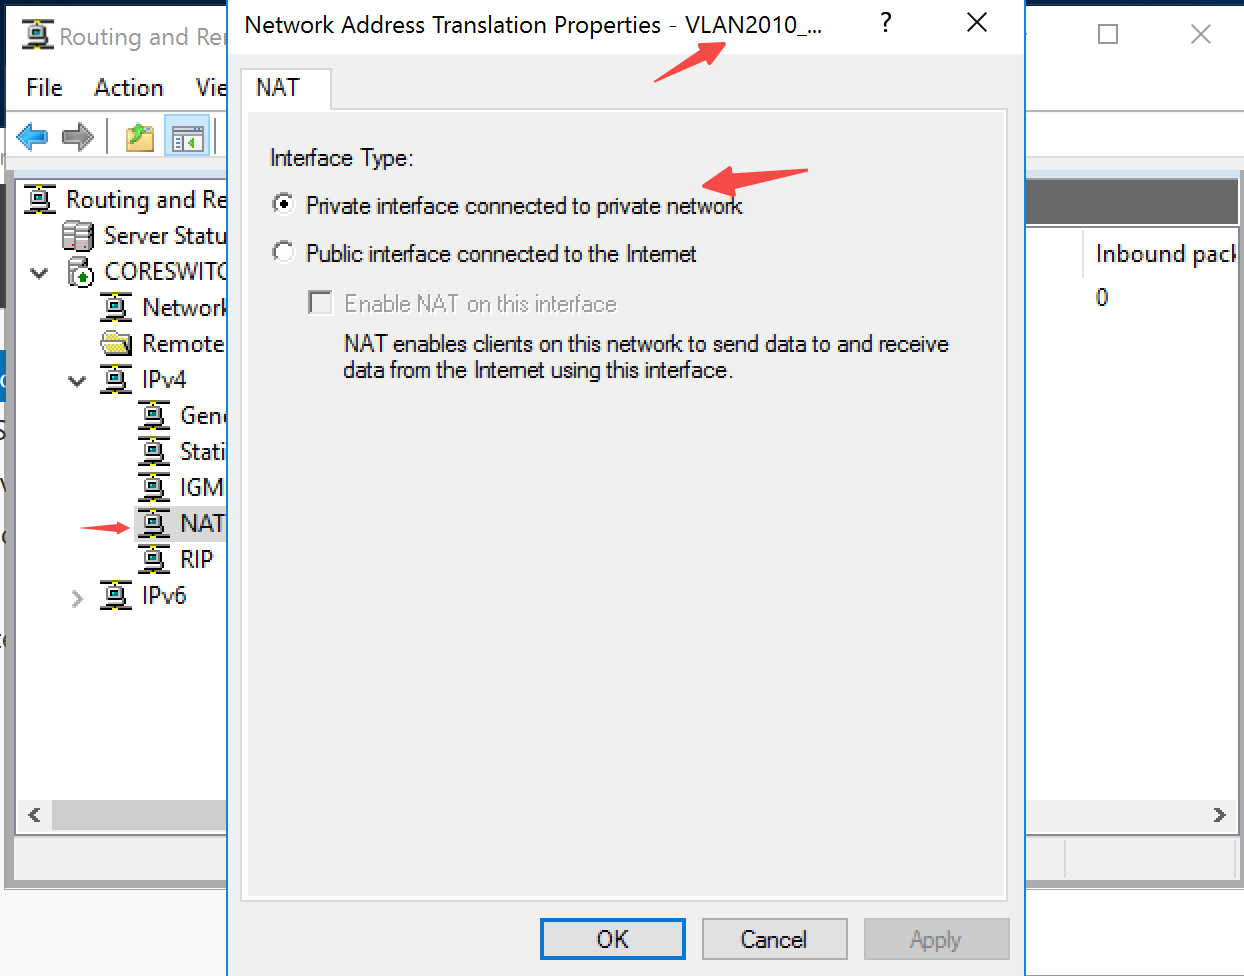 Network Address Translation Properties - VLAN2010_...
?
Routing and Re
File Action Vie
NAT
Interface Type:
Private interface connected to private network
Public interface connected to the Internet
Enable NAT on this interface
NAT enables clients on this network to send data to and receive
data from the Internet using this interface.
Routing and Re
Server Statu
CORESWITC
Network
Remote
IPv4
Gene
Stati
IGM
NAT
RIP
IPv6
Inbound pack
0
OK Cancel Apply